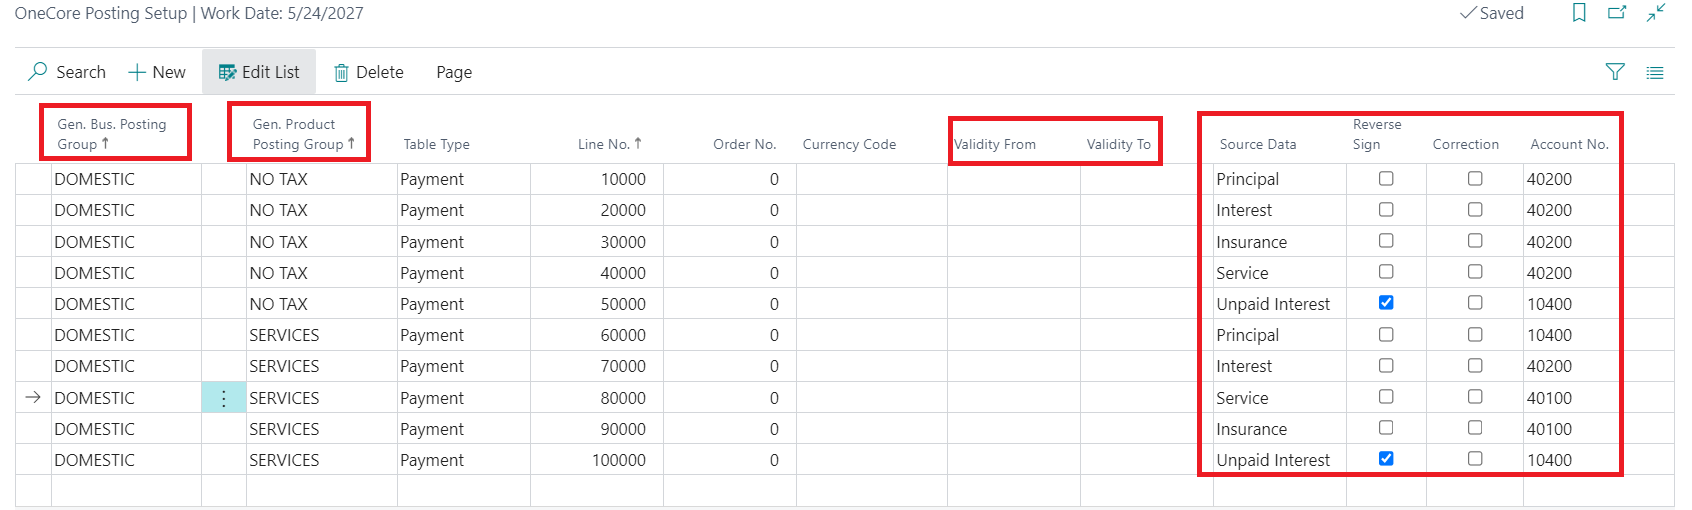 OneCore Posting Setup | Work Date: 5/24/2027
Saved
Search New Edit List Delete Page
Gen. Bus. Posting Group ↑ Gen. Product Posting Group ↑ Table Type Line No. ↑ Order No. Currency Code Validity From Validity To Source Data Reverse Sign Correction Account No.
DOMESTIC NO TAX Payment 10000 0 Principal 40200
DOMESTIC NO TAX Payment 20000 0 Interest 40200
DOMESTIC NO TAX Payment 30000 0 Insurance 40200
DOMESTIC NO TAX Payment 40000 0 Service 40200
DOMESTIC NO TAX Payment 50000 0 Unpaid Interest 10400
DOMESTIC SERVICES Payment 60000 0 Principal 10400
DOMESTIC SERVICES Payment 70000 0 Interest 40200
DOMESTIC SERVICES Payment 80000 0 Service 40100
DOMESTIC SERVICES Payment 90000 0 Insurance 40100
DOMESTIC SERVICES Payment 100000 0 Unpaid Interest 10400